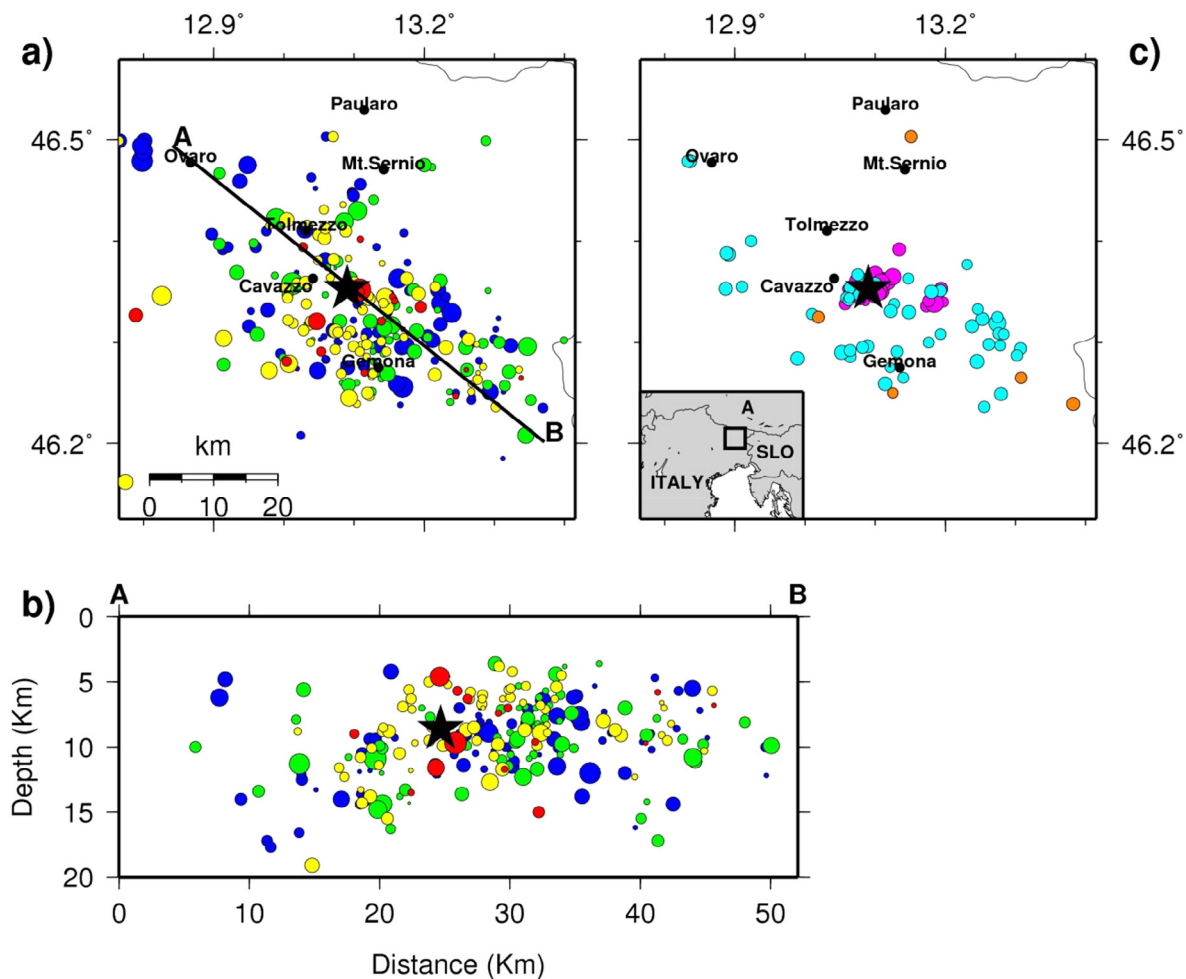 12.9° 13.2° 12.9° 13.2°
a) c)
Paularo Paularo
46.5° A 46.5°
Ovaro Mt.Sernio Ovaro Mt.Sernio
Tolmezzo Tolmezzo
Cavazzo Cavazzo
Gemona Gemona
46.2° B 46.2°
km
0 10 20
A
SLO
ITALY
b) A B
0
5
10
15
20
Depth (Km)
0 10 20 30 40 50
Distance (Km)